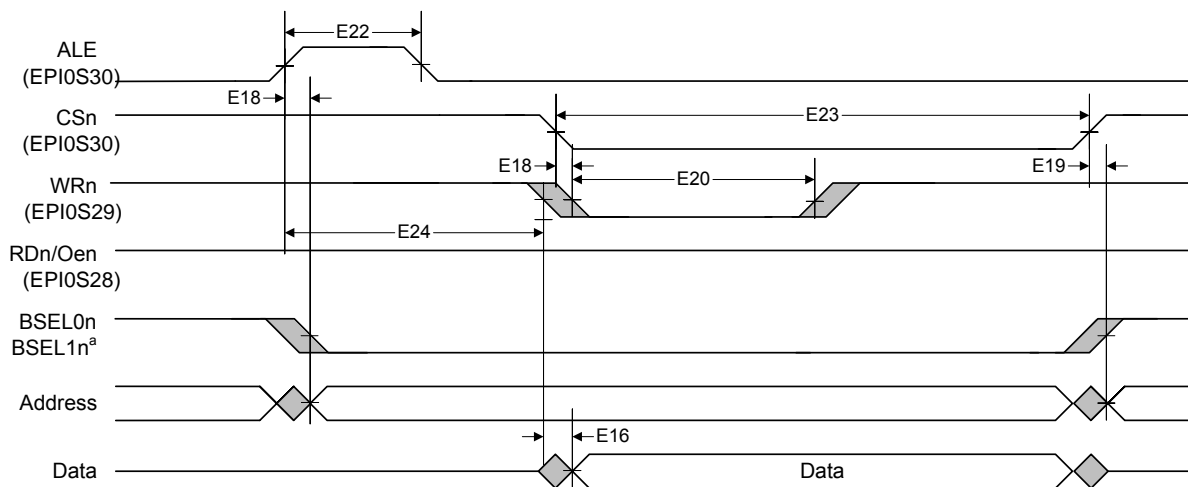 E22
ALE
(EPI0S30)
E18
CSn
(EPI0S30)
E23
E18
E20
E19
WRn
(EPI0S29)
E24
RDn/Oen
(EPI0S28)
BSEL0n
BSEL1nᵃ
Address
E16
Data
Data